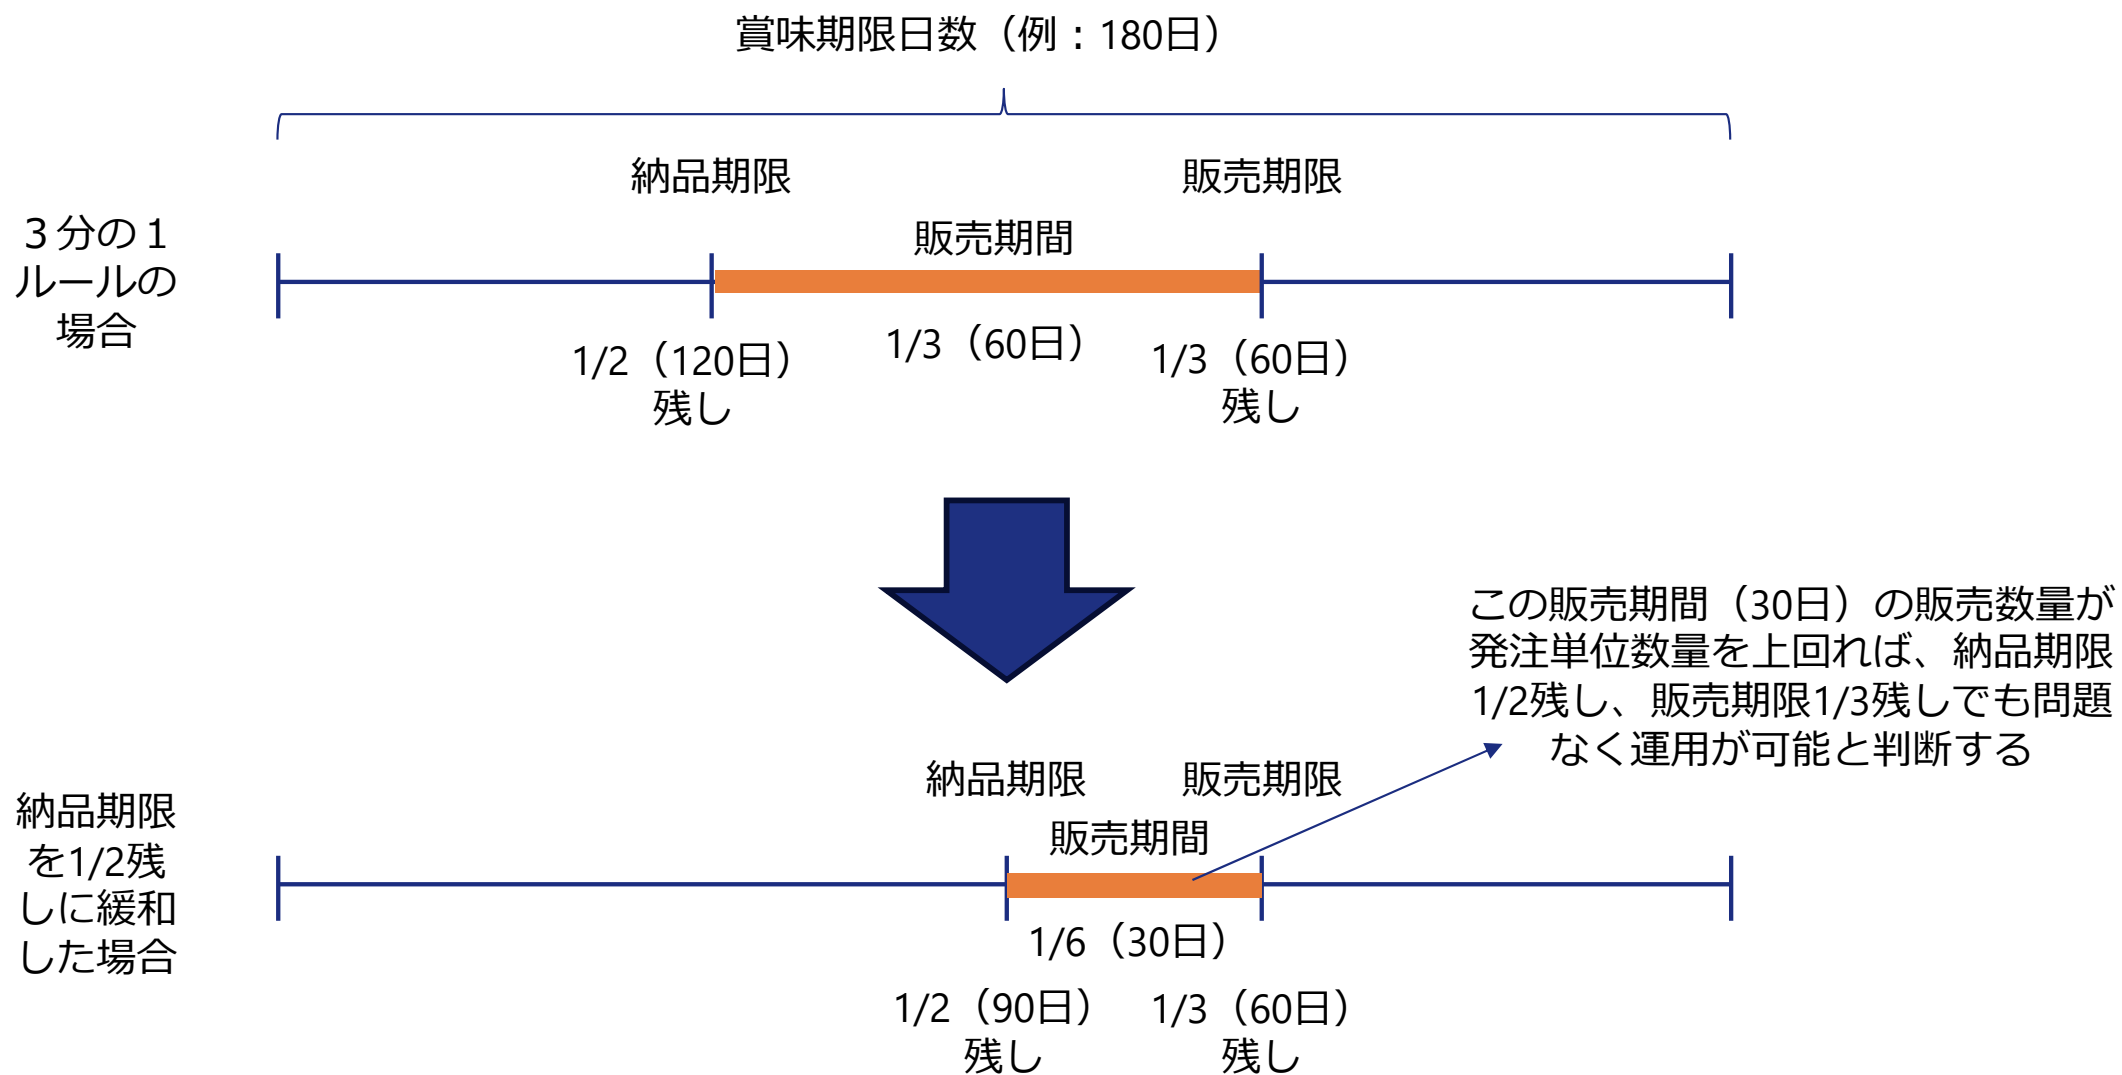 賞味期限日数（例：180日）
納品期限
販売期限
３分の１
ルールの
場合
販売期間
1/2（120日）
残し
1/3（60日）
1/3（60日）
残し
この販売期間（30日）の販売数量が
発注単位数量を上回れば、納品期限
1/2残し、販売期限1/3残しでも問題
なく運用が可能と判断する
納品期限
販売期限
納品期限
を1/2残
しに緩和
した場合
販売期間
1/6（30日）
1/2（90日）
残し
1/3（60日）
残し